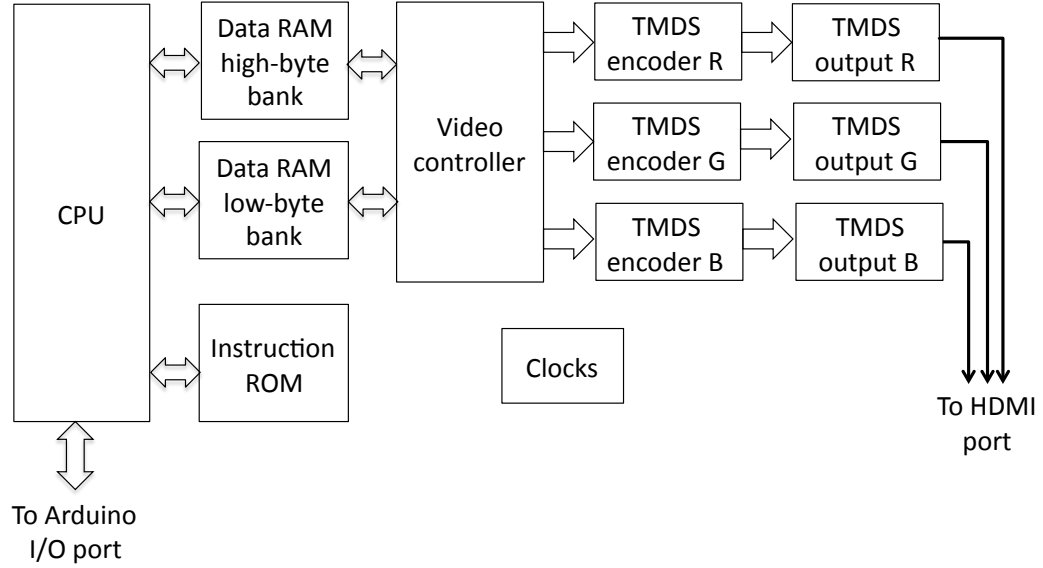 CPU
Data RAM
high-byte
bank
Data RAM
low-byte
bank
Instruction
ROM
Video
controller
TMDS
encoder R
TMDS
output R
TMDS
encoder G
TMDS
output G
TMDS
encoder B
TMDS
output B
Clocks
To HDMI
port
To Arduino
I/O port